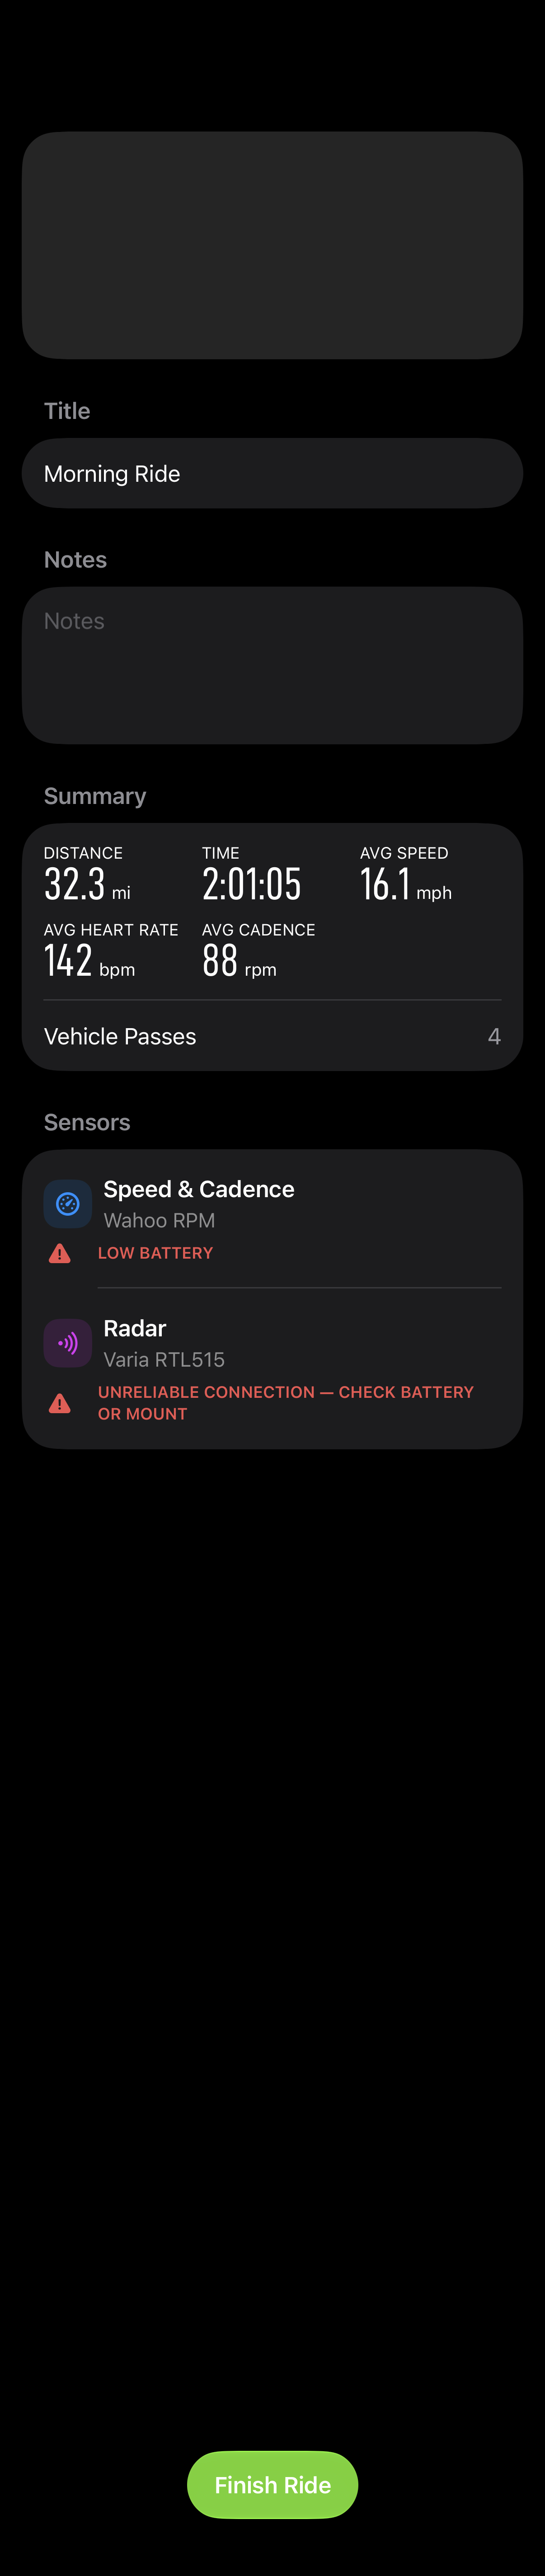 Title
Morning Ride
Notes
Notes
Summary
DISTANCE TIME AVG SPEED
32.3 mi 2:01:05 16.1 mph
AVG HEART RATE AVG CADENCE
142 bpm 88 rpm
Vehicle Passes 4
Sensors
Speed & Cadence
Wahoo RPM
LOW BATTERY
Radar
Varia RTL515
UNRELIABLE CONNECTION — CHECK BATTERY
OR MOUNT
Finish Ride